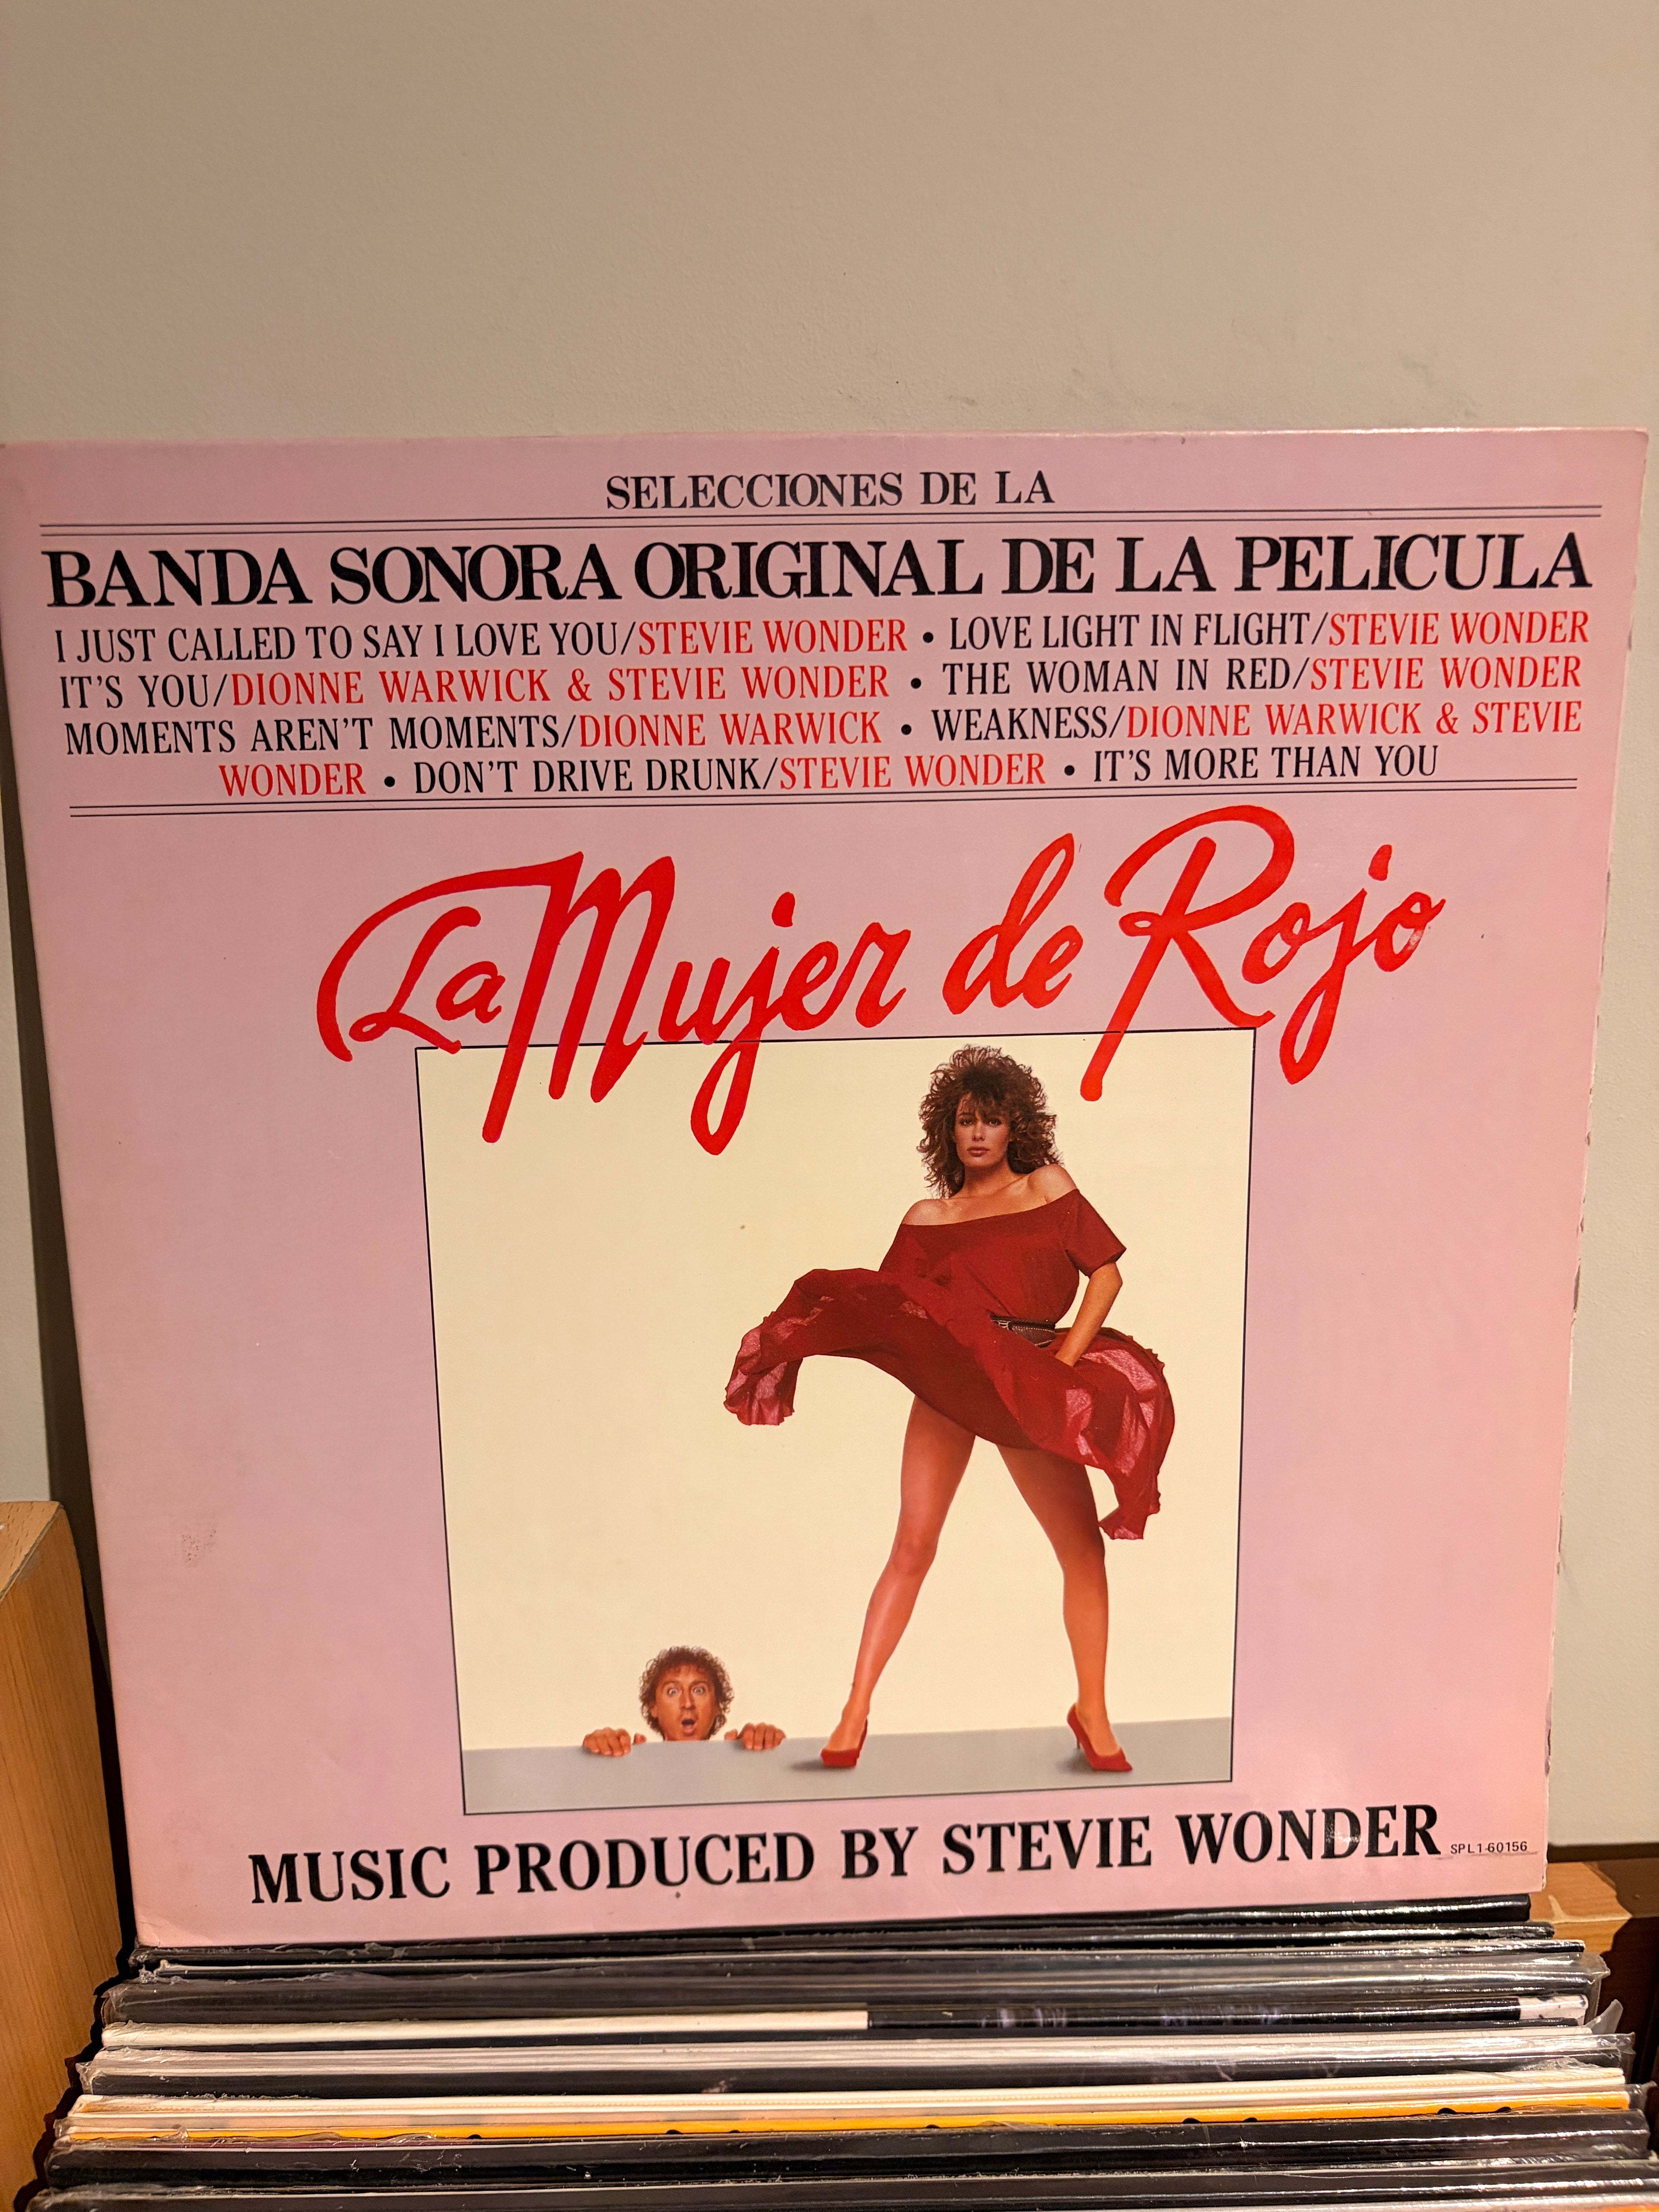 SELECCIONES DE LA
BANDA SONORA ORIGINAL DE LA PELICULA
I JUST CALLED TO SAY I LOVE YOU/STEVIE WONDER • LOVE LIGHT IN FLIGHT/STEVIE WONDER
IT'S YOU/DIONNE WARWICK & STEVIE WONDER • THE WOMAN IN RED/STEVIE WONDER
MOMENTS AREN'T MOMENTS/DIONNE WARWICK • WEAKNESS/DIONNE WARWICK & STEVIE
WONDER • DON'T DRIVE DRUNK/STEVIE WONDER • IT'S MORE THAN YOU
La Mujer de Rojo
MUSIC PRODUCED BY STEVIE WONDER
SPL1-60156